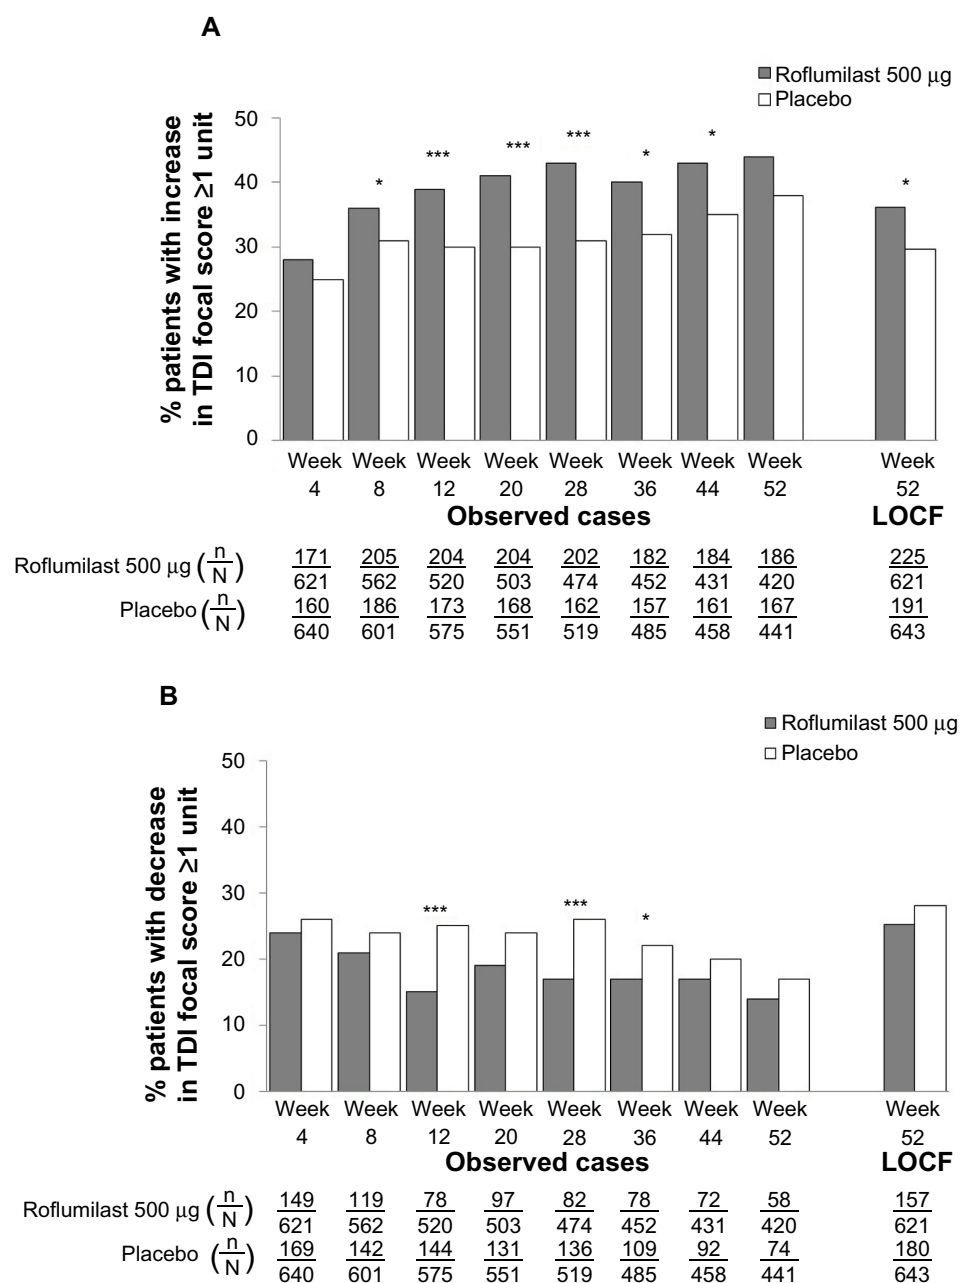 A
Roflumilast 500 µg
Placebo
% patients with increase
in TDI focal score ≥1 unit
50
40
30
20
10
0
* *** *** *** * * *
Week Week Week Week Week Week Week Week Week
4 8 12 20 28 36 44 52 52
Observed cases LOCF
Roflumilast 500 µg (n/N) 171/621 205/562 204/520 204/503 202/474 182/452 184/431 186/420 225/621
Placebo (n/N) 160/640 186/601 173/575 168/551 162/519 157/485 161/458 167/441 191/643
B
Roflumilast 500 µg
Placebo
% patients with decrease
in TDI focal score ≥1 unit
50
40
30
20
10
0
*** *** *
Week Week Week Week Week Week Week Week Week
4 8 12 20 28 36 44 52 52
Observed cases LOCF
Roflumilast 500 µg (n/N) 149/621 119/562 78/520 97/503 82/474 78/452 72/431 58/420 157/621
Placebo (n/N) 169/640 142/601 144/575 131/551 136/519 109/485 92/458 74/441 180/643